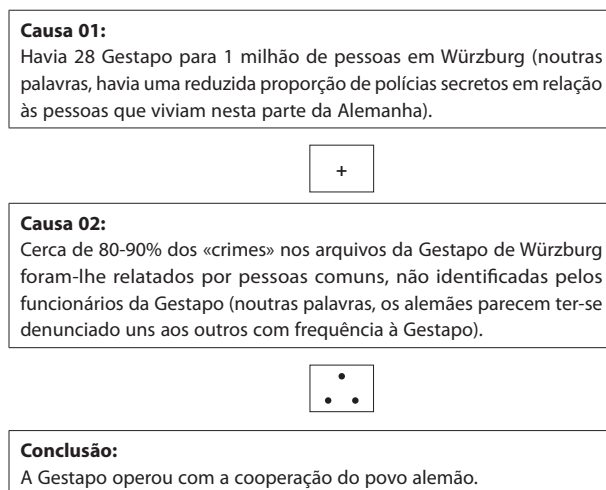 Causa 01:
Havia 28 Gestapo para 1 milhão de pessoas em Würzburg (noutras
palavras, havia uma reduzida proporção de polícias secretos em relação
às pessoas que viviam nesta parte da Alemanha).
+
Causa 02:
Cerca de 80-90% dos «crimes» nos arquivos da Gestapo de Würzburg
foram-lhe relatados por pessoas comuns, não identificadas pelos
funcionários da Gestapo (noutras palavras, os alemães parecem ter-se
denunciado uns aos outros com frequência à Gestapo).
∴
Conclusão:
A Gestapo operou com a cooperação do povo alemão.